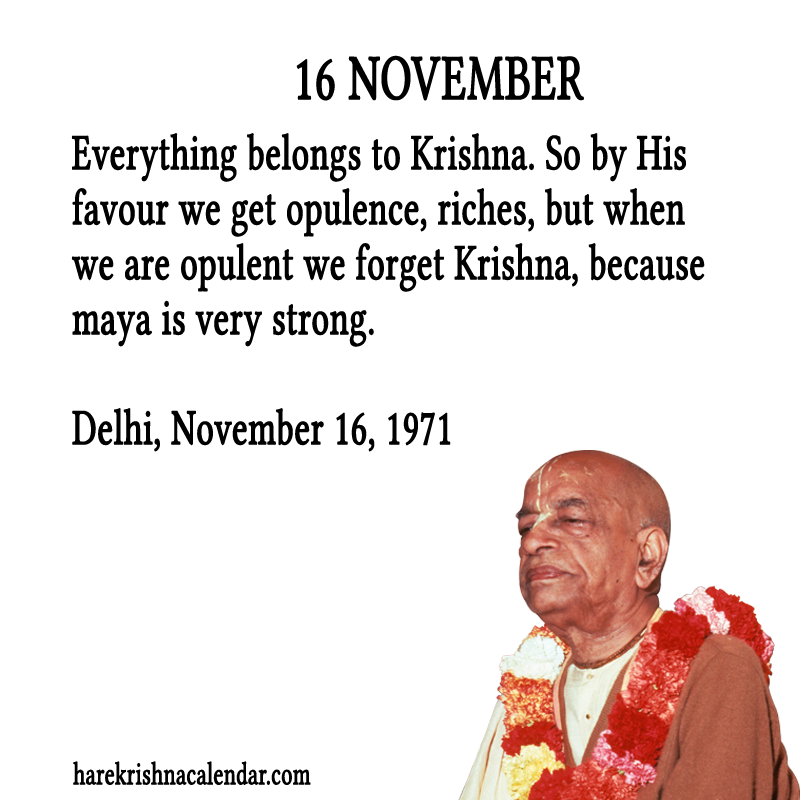 16 NOVEMBER
Everything belongs to Krishna. So by His
favour we get opulence, riches, but when
we are opulent we forget Krishna, because
maya is very strong.
Delhi, November 16, 1971
harekrishnacalendar.com